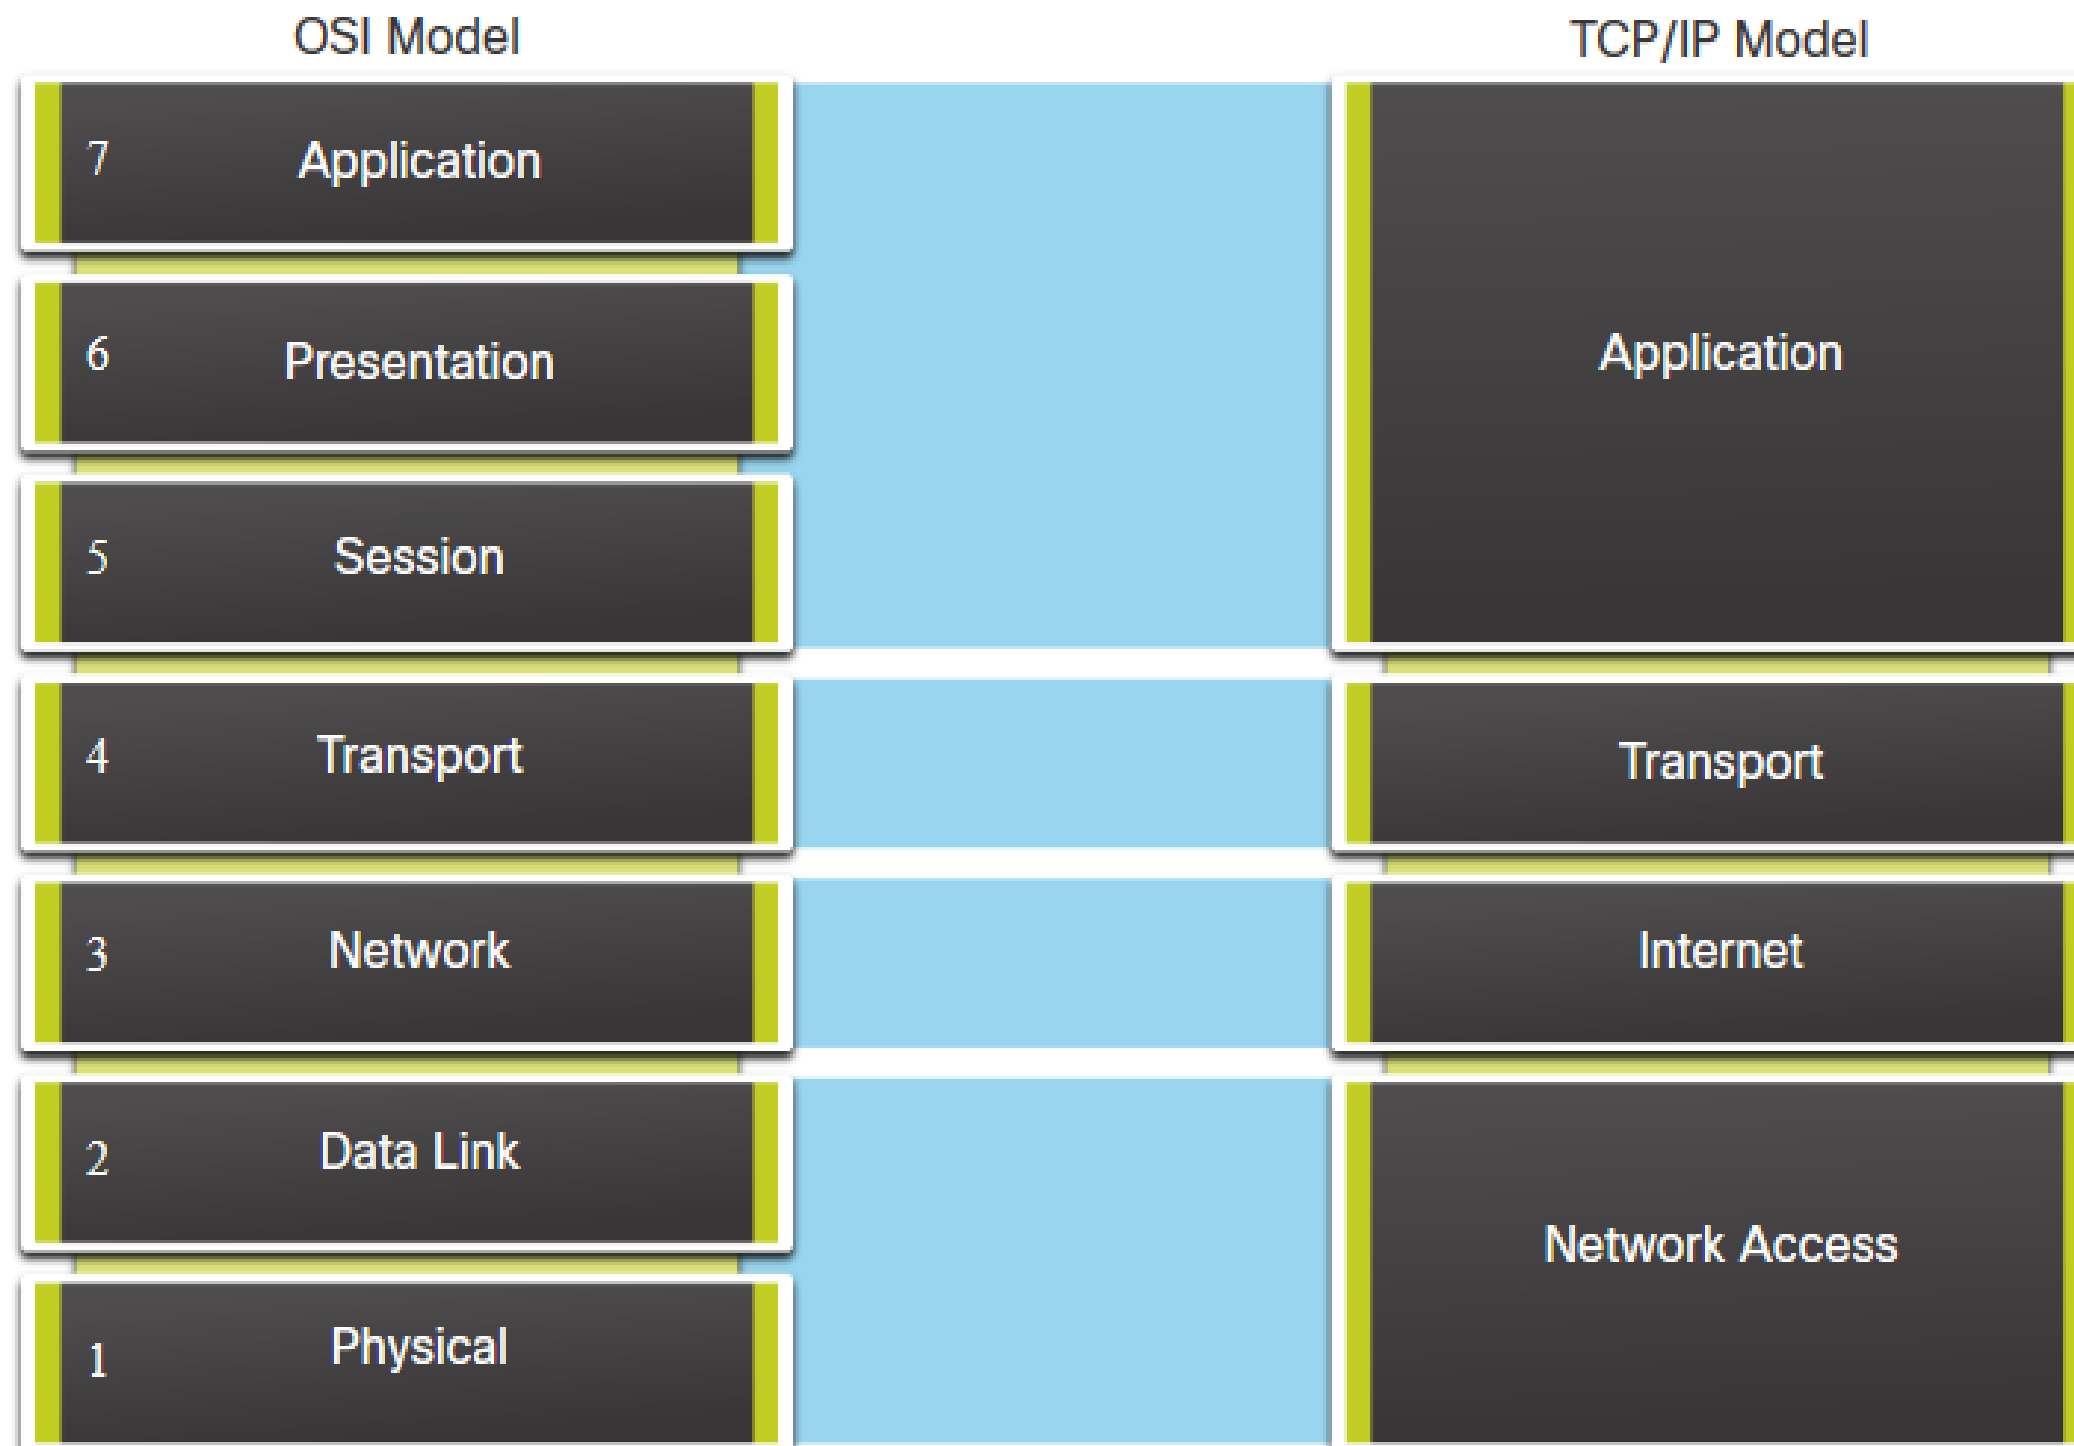 OSI Model
TCP/IP Model
7 Application
6 Presentation
5 Session
4 Transport
3 Network
2 Data Link
1 Physical
Application
Transport
Internet
Network Access